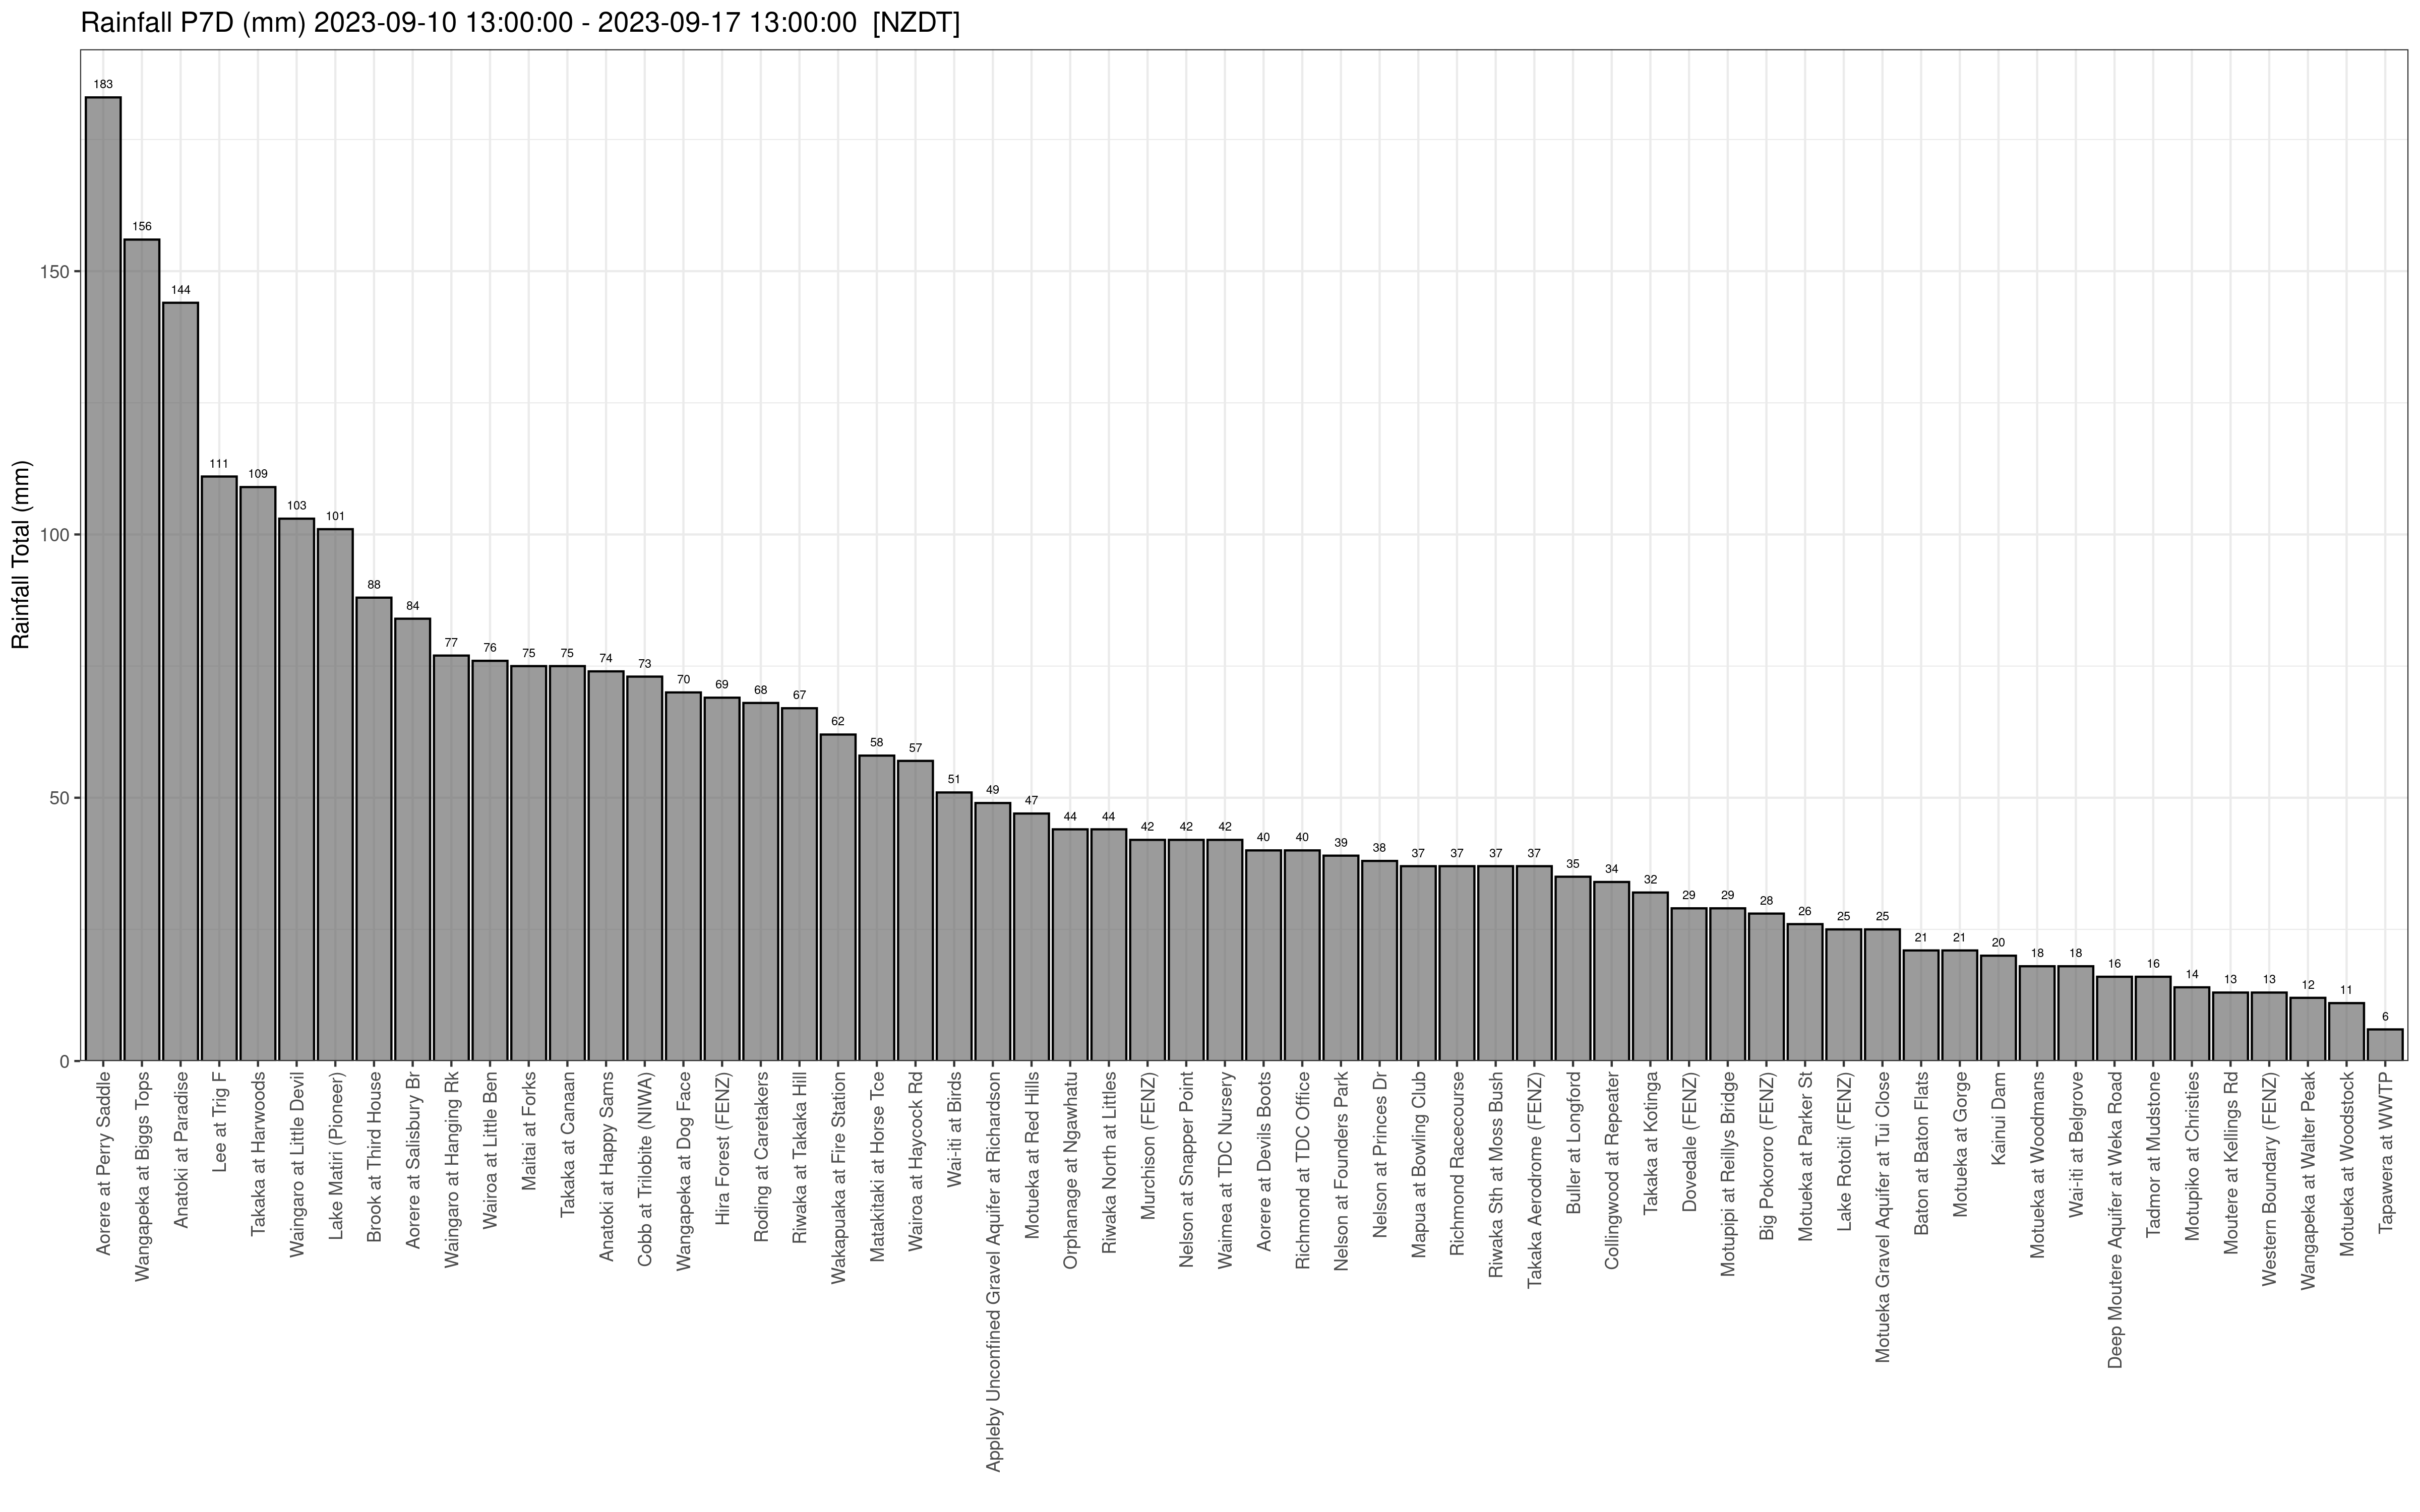 Rainfall P7D (mm) 2023-09-10 13:00:00 - 2023-09-17 13:00:00 [NZDT]
Rainfall Total (mm)
150
100
50
0
183
156
144
111
109
103
101
88
84
77
76
75
75
74
73
70
69
68
67
62
58
57
51
49
47
44
44
42
42
42
40
40
39
38
37
37
37
37
35
34
32
29
29
28
26
25
25
21
21
20
18
18
16
16
14
13
13
12
11
6
Aorere at Perry Saddle
Wangapeka at Biggs Tops
Anatoki at Paradise
Lee at Trig F
Takaka at Harwoods
Waingaro at Little Devil
Lake Matiri (Pioneer)
Brook at Third House
Aorere at Salisbury Br
Waingaro at Hanging Rk
Wairoa at Little Ben
Maitai at Forks
Takaka at Canaan
Anatoki at Happy Sams
Cobb at Trilobite (NIWA)
Wangapeka at Dog Face
Hira Forest (FENZ)
Roding at Caretakers
Riwaka at Takaka Hill
Wakapuaka at Fire Station
Matakitaki at Horse Tce
Wairoa at Haycock Rd
Wai-iti at Birds
Appleby Unconfined Gravel Aquifer at Richardson
Motueka at Red Hills
Orphanage at Ngawhatu
Riwaka North at Littles
Murchison (FENZ)
Nelson at Snapper Point
Waimea at TDC Nursery
Aorere at Devils Boots
Richmond at TDC Office
Nelson at Founders Park
Nelson at Princes Dr
Mapua at Bowling Club
Richmond Racecourse
Riwaka Sth at Moss Bush
Takaka Aerodrome (FENZ)
Buller at Longford
Collingwood at Repeater
Takaka at Kotinga
Dovedale (FENZ)
Motupipi at Reillys Bridge
Big Pokororo (FENZ)
Motueka at Parker St
Lake Rotoiti (FENZ)
Motueka Gravel Aquifer at Tui Close
Baton at Baton Flats
Motueka at Gorge
Kainui Dam
Motueka at Woodmans
Wai-iti at Belgrove
Deep Moutere Aquifer at Weka Road
Tadmor at Mudstone
Motupiko at Christies
Moutere at Kellings Rd
Western Boundary (FENZ)
Wangapeka at Walter Peak
Motueka at Woodstock
Tapawera at WWTP